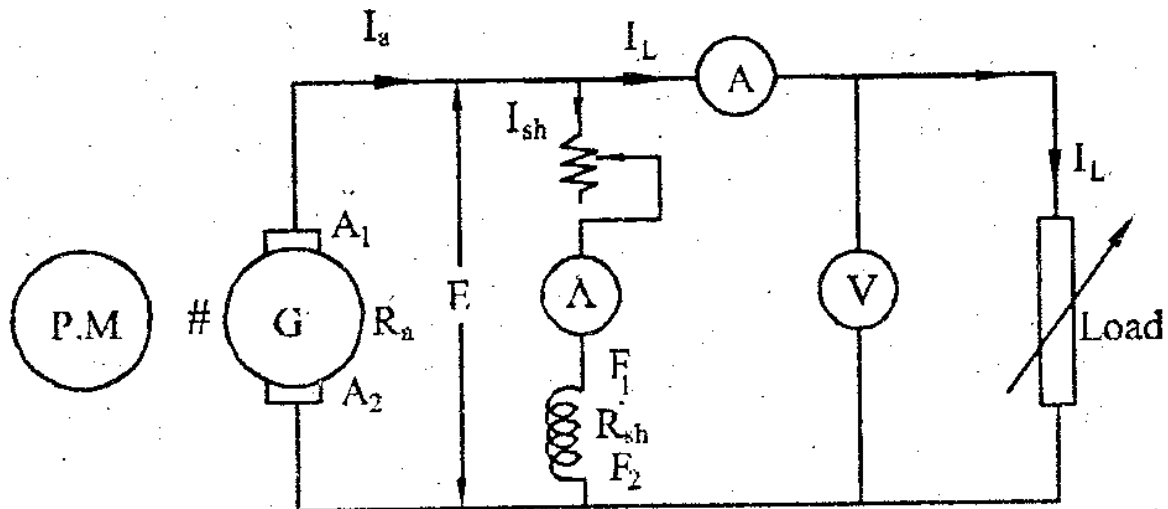 I_a
I_L
A
I_sh
I_L
A_1
P.M # G R_a
E
A
V
Load
A_2
F_1
R_sh
F_2